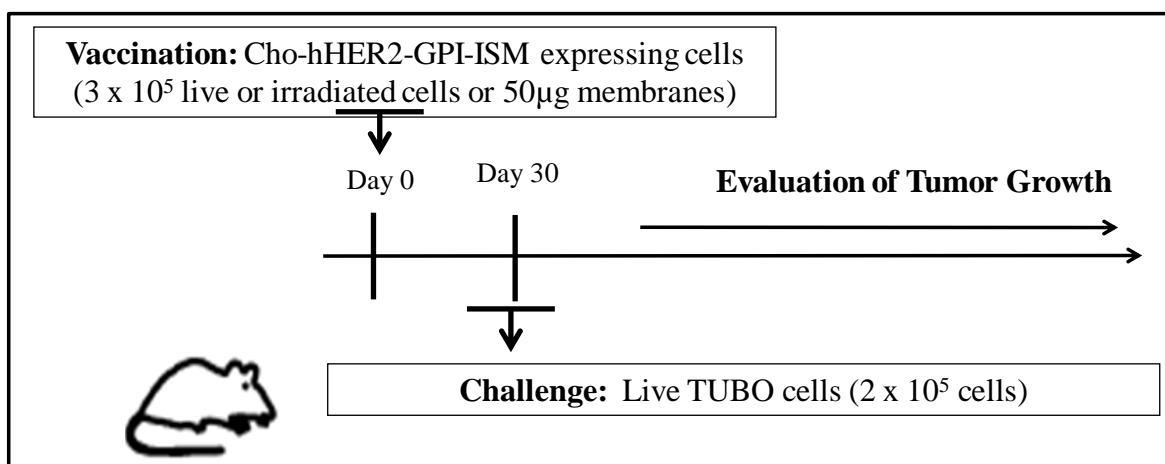 Vaccination: Cho-hHER2-GPI-ISM expressing cells
(3 x 10⁵ live or irradiated cells or 50µg membranes)
Day 0
Day 30
Evaluation of Tumor Growth
Challenge: Live TUBO cells (2 x 10⁵ cells)